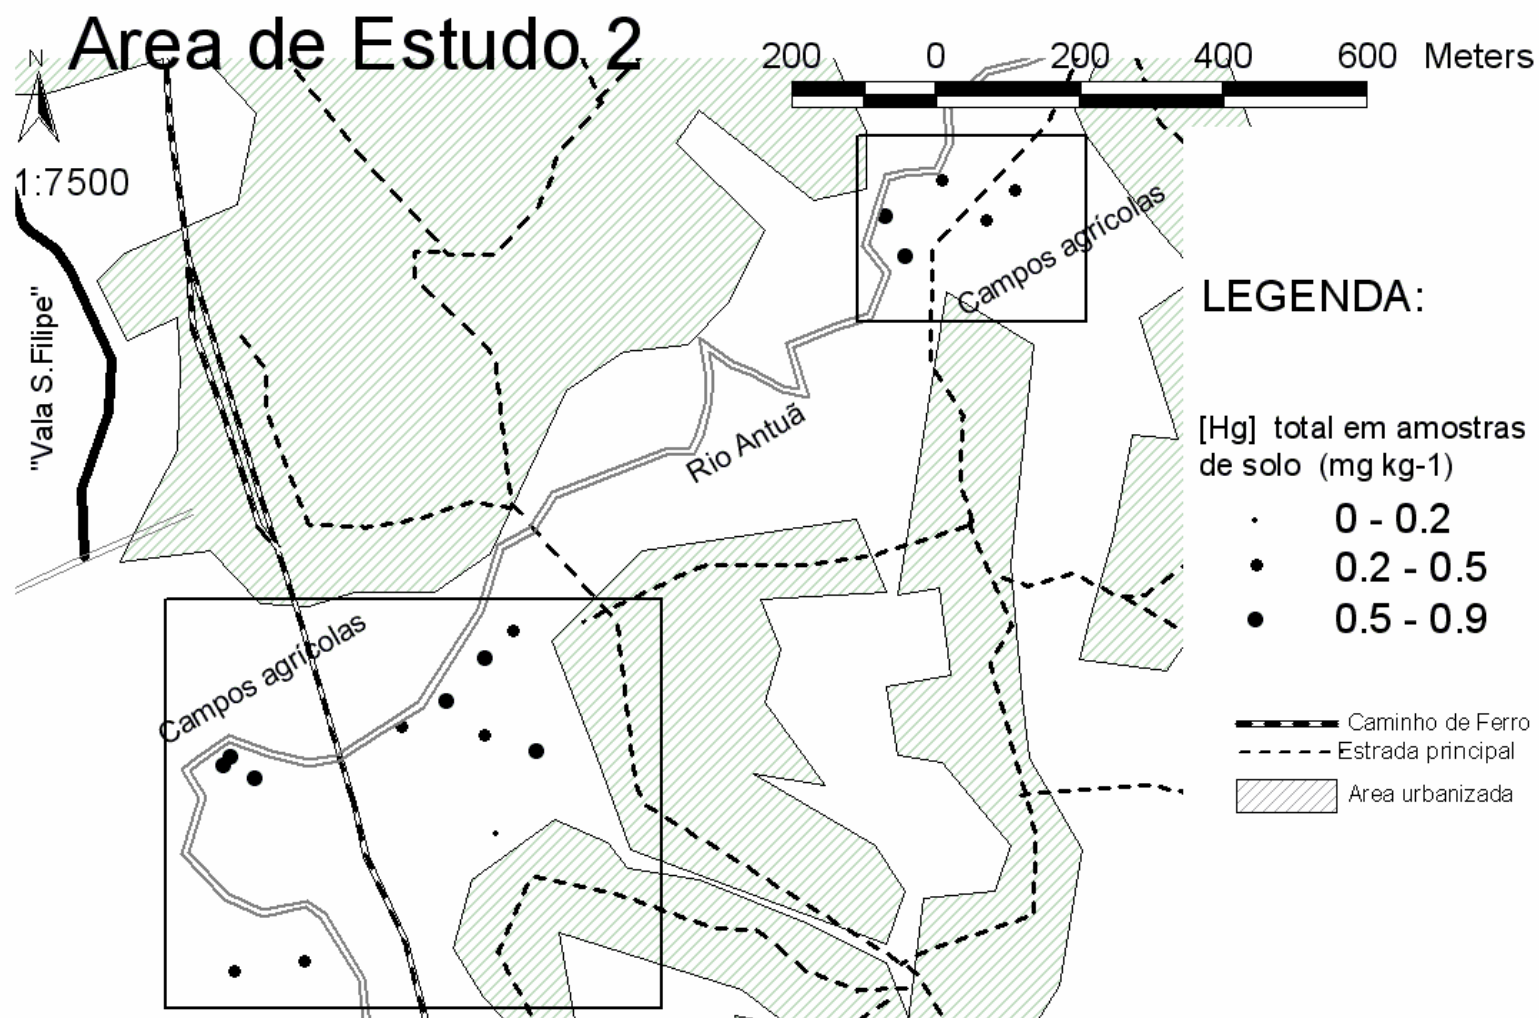 Area de Estudo 2
200 0 200 400 600 Meters
N
1:7500
"Vala S.Filipe"
Campos agrícolas
Rio Antuã
Campos agrícolas
LEGENDA:
[Hg] total em amostras
de solo (mg kg-1)
0 - 0.2
0.2 - 0.5
0.5 - 0.9
Caminho de Ferro
Estrada principal
Area urbanizada